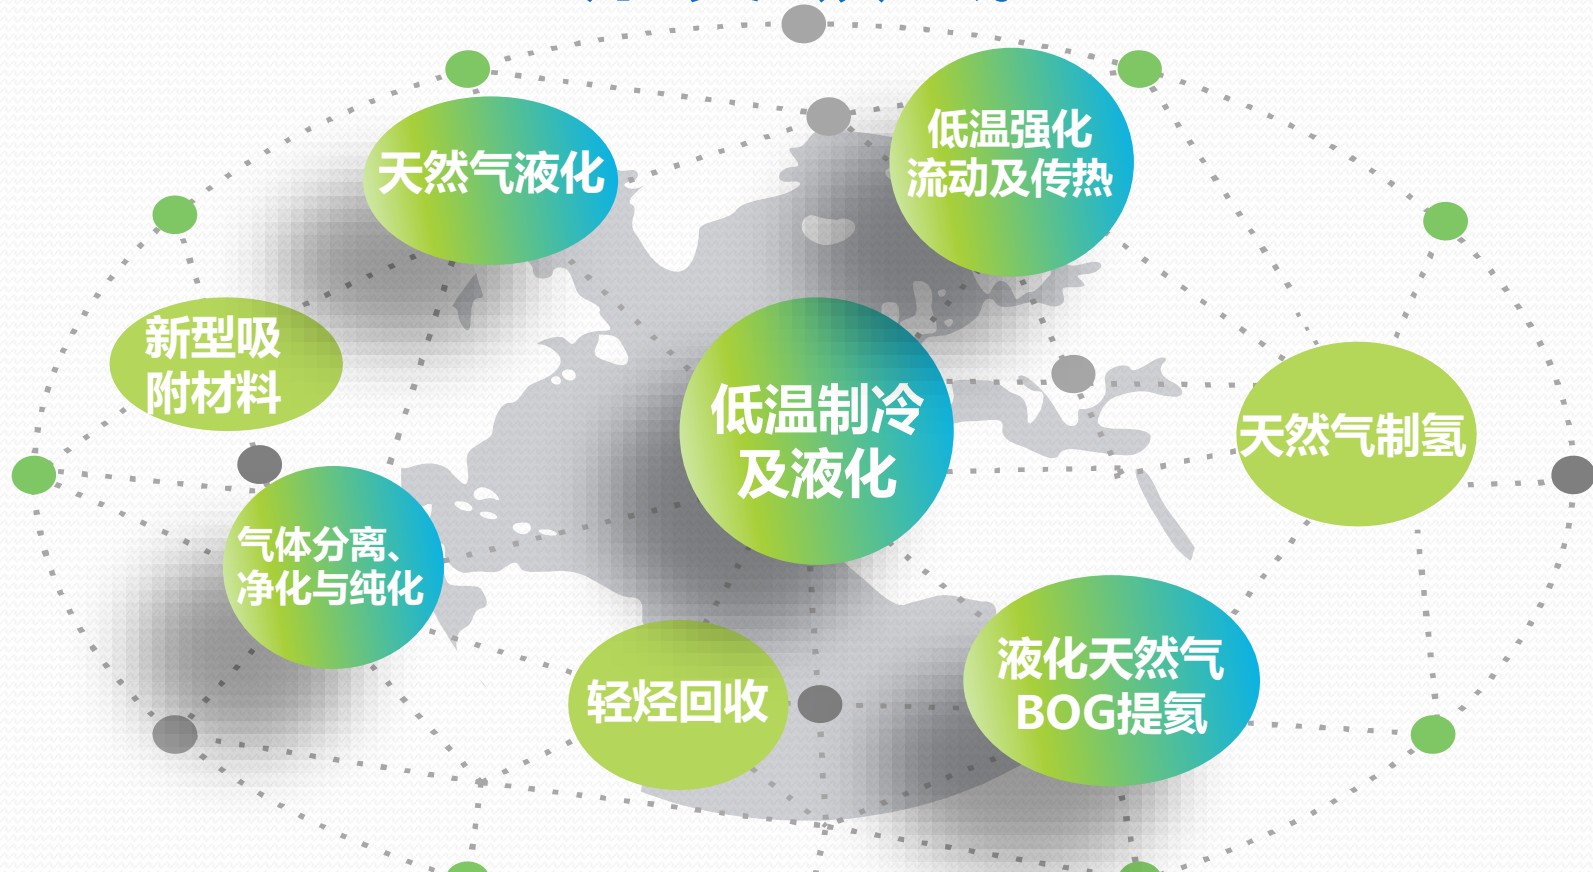 天然气液化
低温强化
流动及传热
新型吸
附材料
低温制冷
及液化
天然气制氢
气体分离、
净化与纯化
轻烃回收
液化天然气
BOG提氦